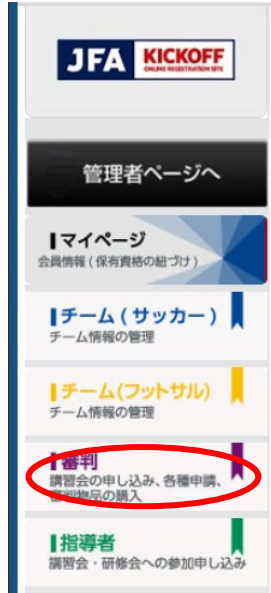 JFA KICKOFF
ONLINE REGISTRATION SITE
管理者ページへ
マイページ
会員情報(保有資格の紐づけ)
チーム(サッカー)
チーム情報の管理
チーム(フットサル)
チーム情報の管理
審判
講習会の申し込み、各種申請、
審判物品の購入
指導者
講習会・研修会への参加申し込み